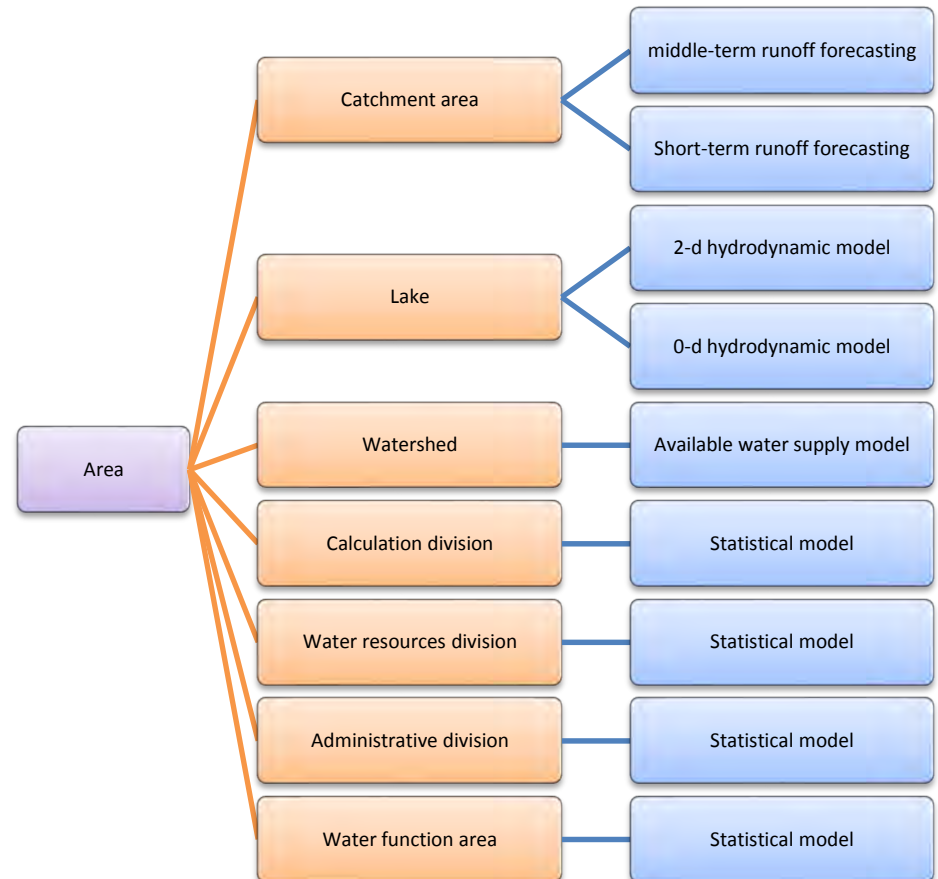 Area
Catchment area
middle-term runoff forecasting
Short-term runoff forecasting
Lake
2-d hydrodynamic model
0-d hydrodynamic model
Watershed
Available water supply model
Calculation division
Statistical model
Water resources division
Statistical model
Administrative division
Statistical model
Water function area
Statistical model